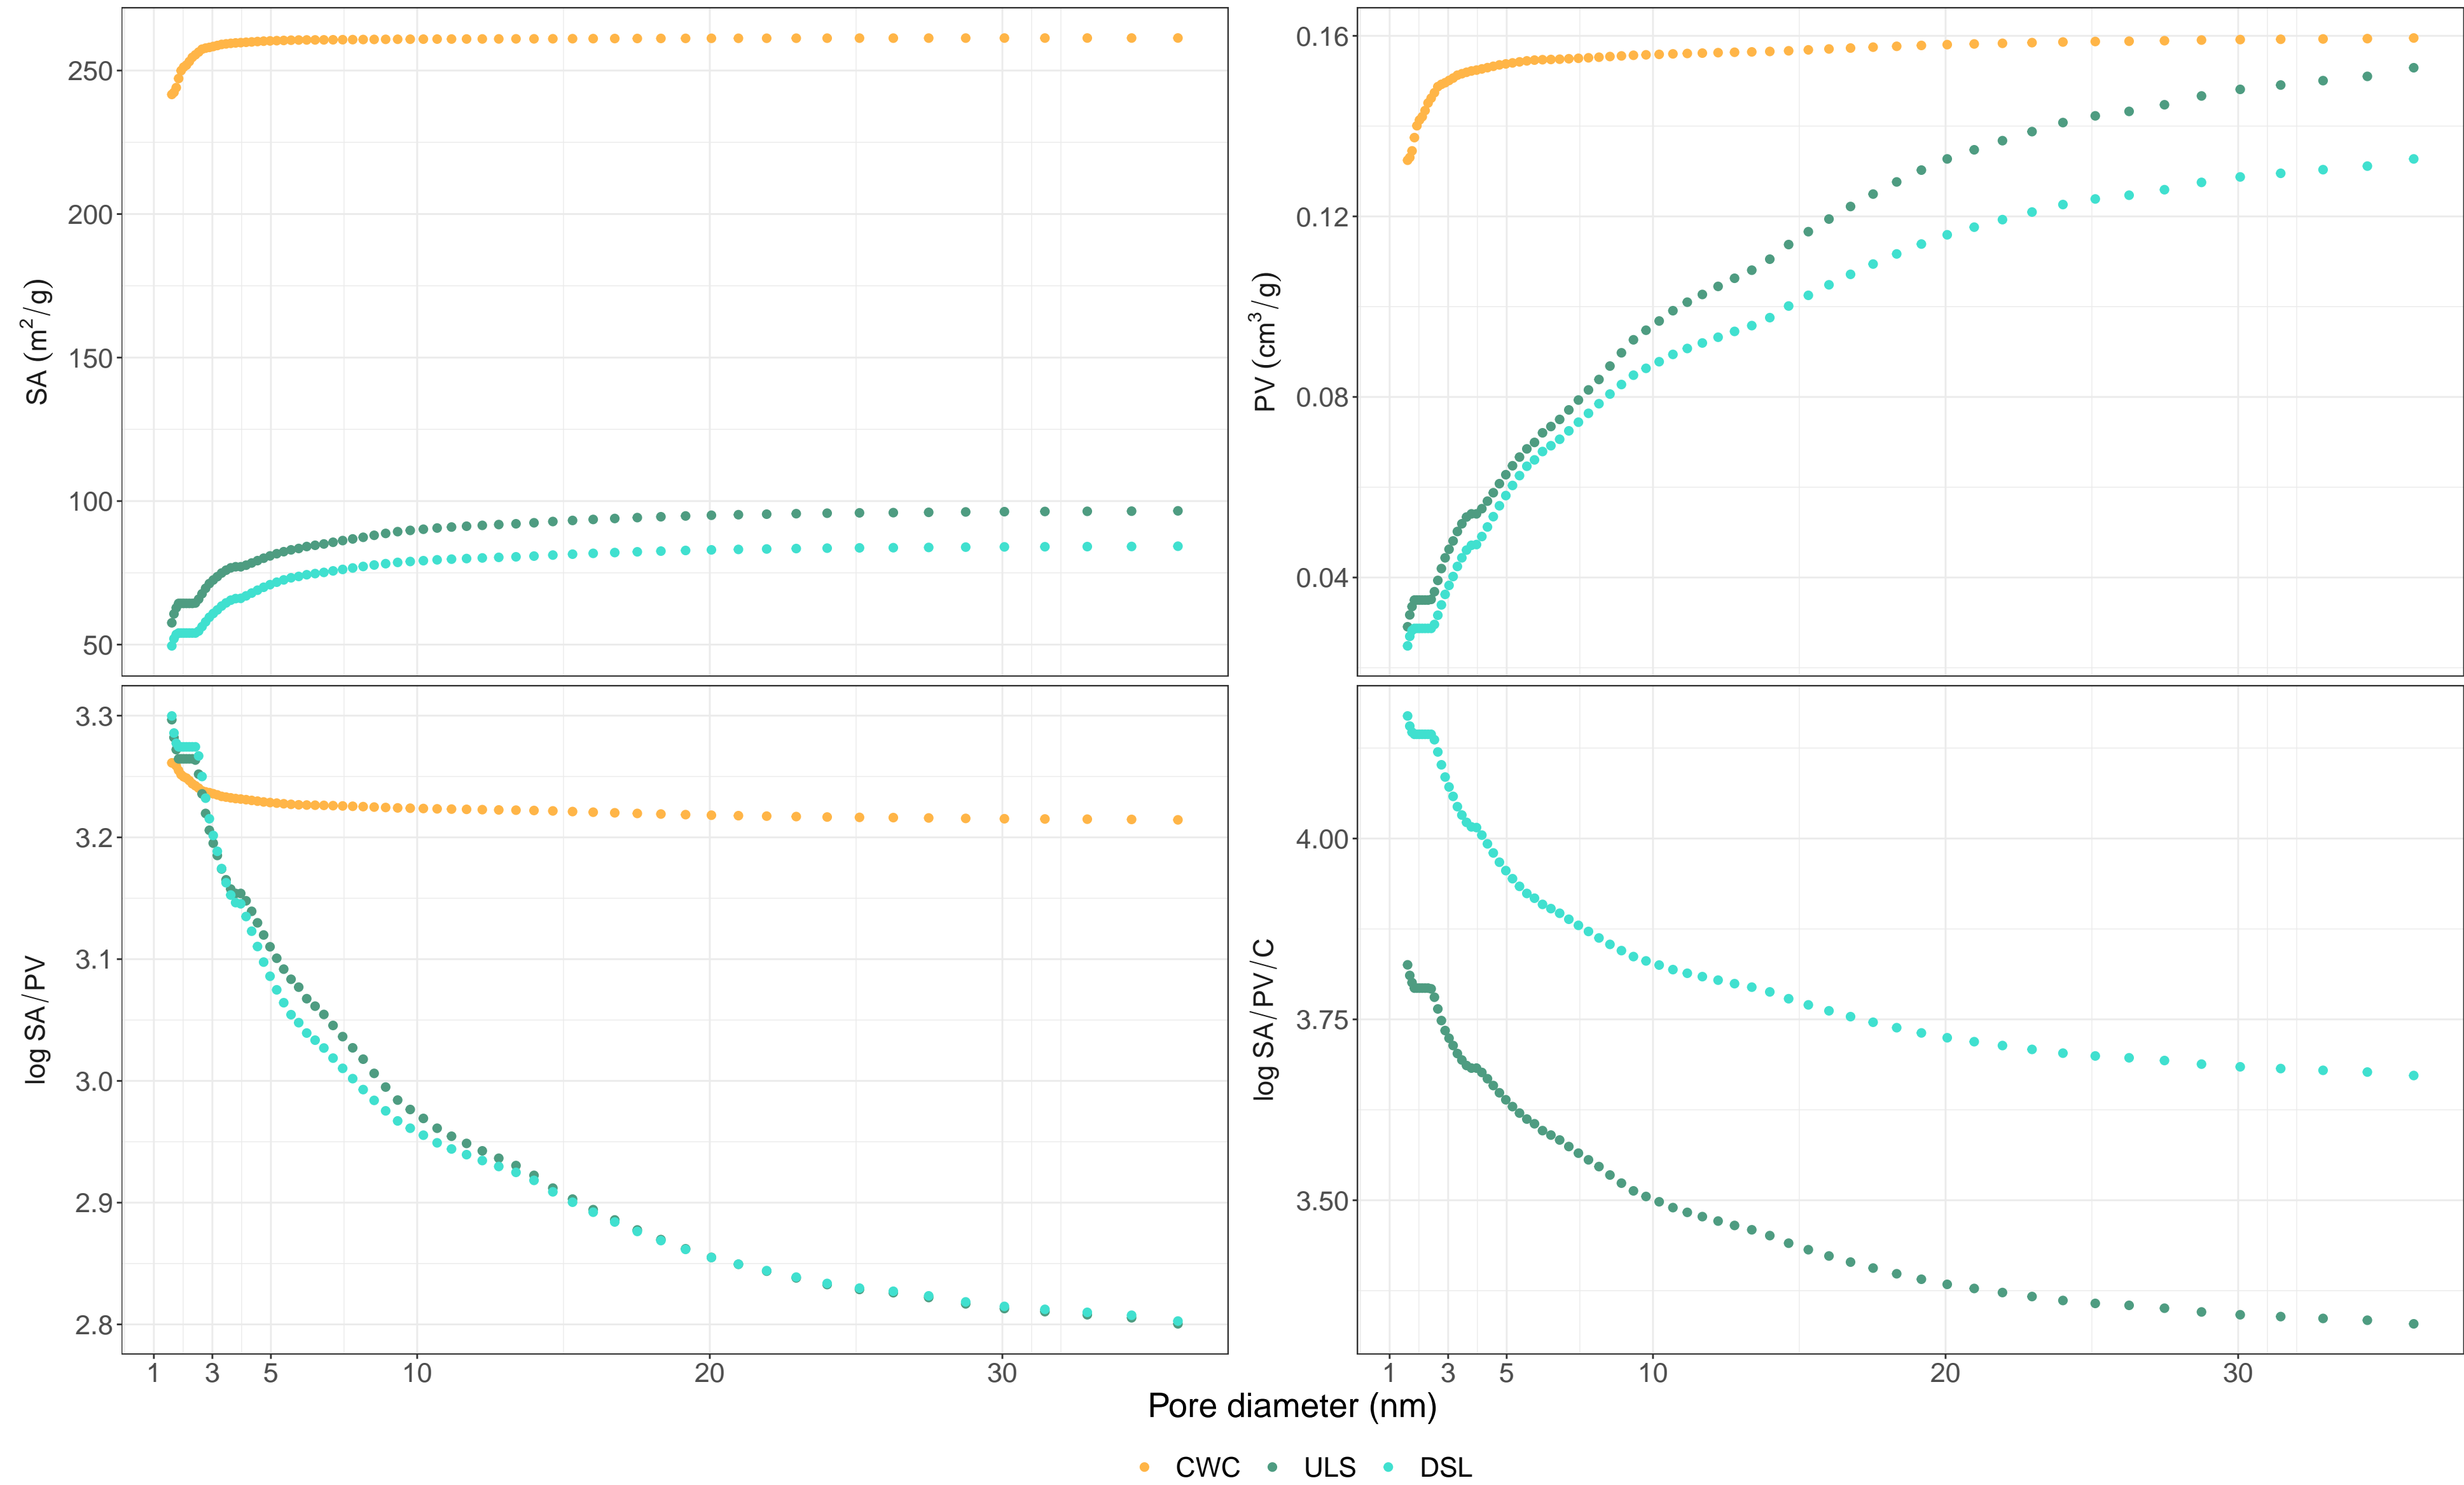 SA (m²/g)
250
200
150
100
50
PV (cm³/g)
0.16
0.12
0.08
0.04
log SA/PV
3.3
3.2
3.1
3.0
2.9
2.8
1 3 5 10 20 30
log SA/PV/C
4.00
3.75
3.50
1 3 5 10 20 30
Pore diameter (nm)
CWC ULS DSL